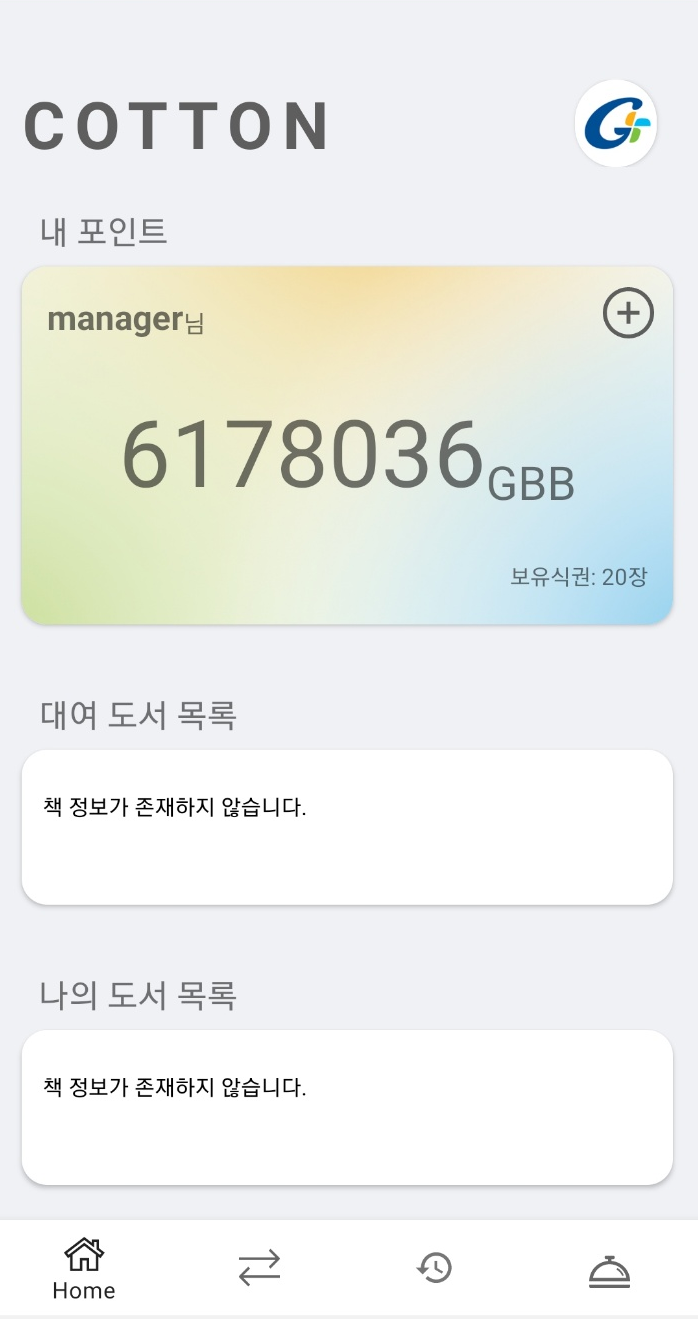 COTTON
내 포인트
manager님
6178036GBB
보유식권: 20장
대여 도서 목록
책 정보가 존재하지 않습니다.
나의 도서 목록
책 정보가 존재하지 않습니다.
Home